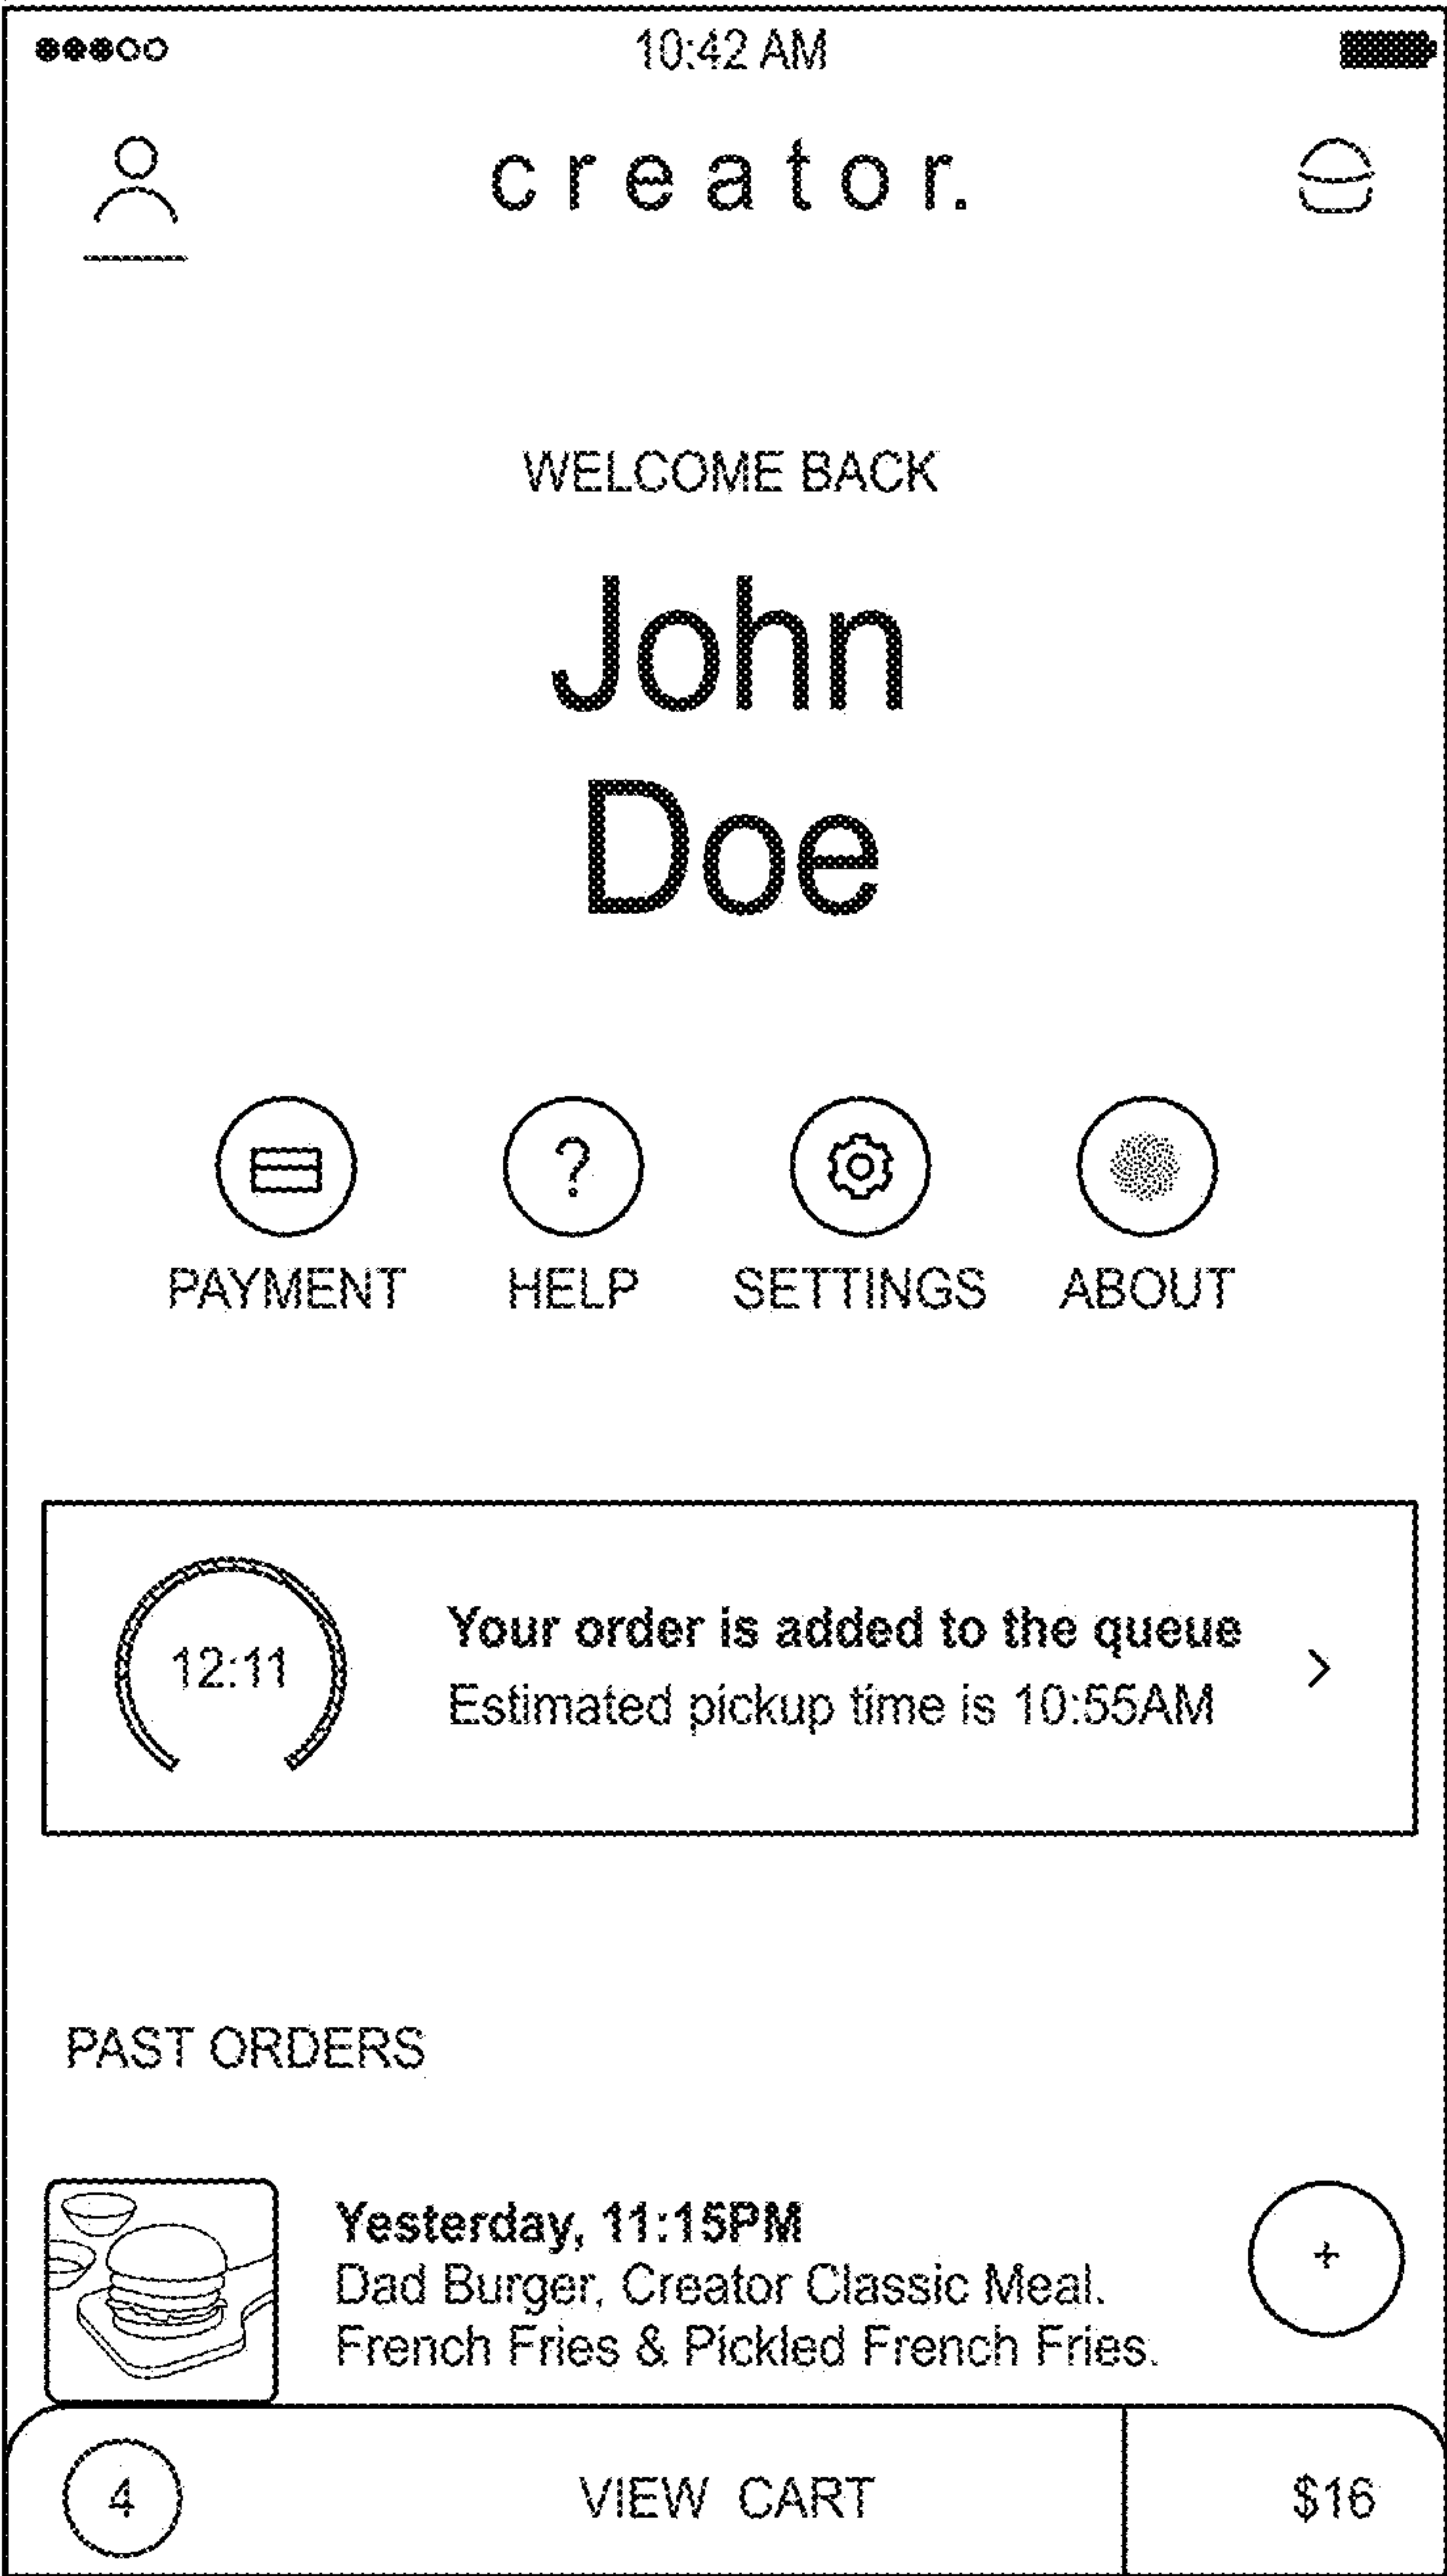 10:42 AM
creator.
WELCOME BACK
John
Doe
?
PAYMENT HELP SETTINGS ABOUT
12:11
Your order is added to the queue
Estimated pickup time is 10:55AM
>
PAST ORDERS
Yesterday, 11:15PM
Dad Burger, Creator Classic Meal.
French Fries & Pickled French Fries.
+
4 VIEW CART $16